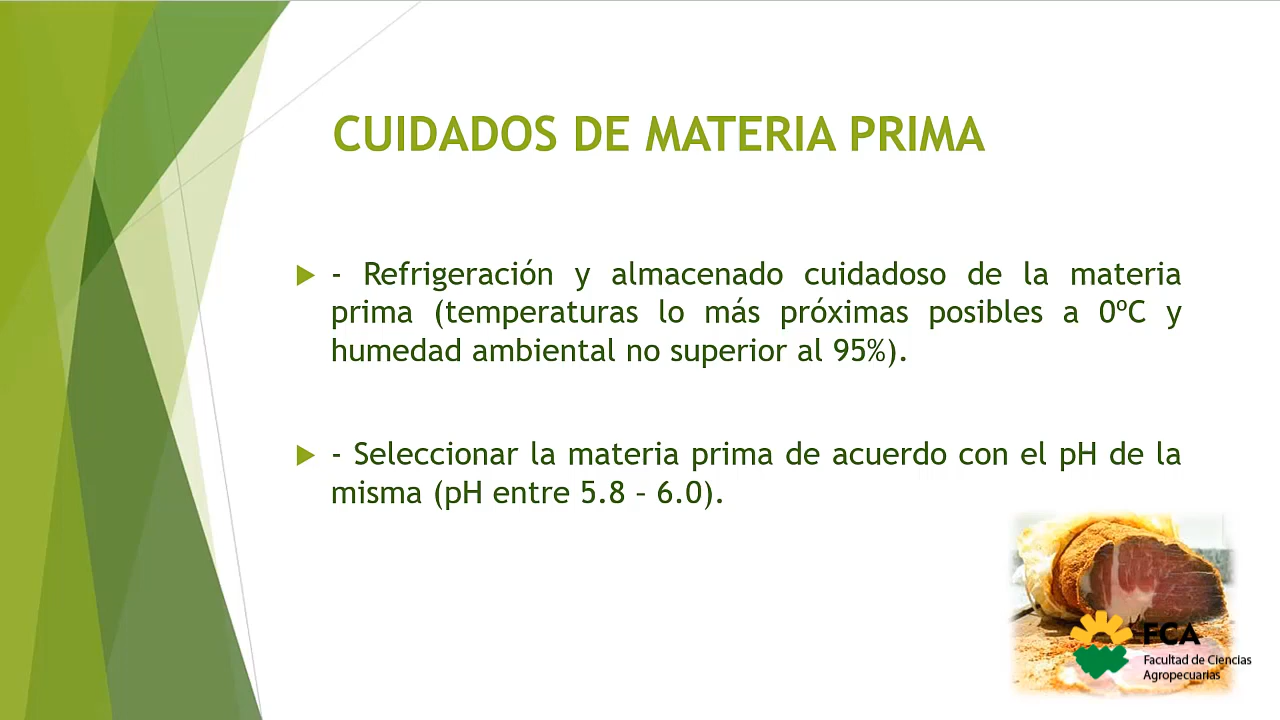 CUIDADOS DE MATERIA PRIMA
- Refrigeración y almacenado cuidadoso de la materia
prima (temperaturas lo más próximas posibles a 0ºC y
humedad ambiental no superior al 95%).
- Seleccionar la materia prima de acuerdo con el pH de la
misma (pH entre 5.8 – 6.0).
FCA
Facultad de Ciencias
Agropecuarias